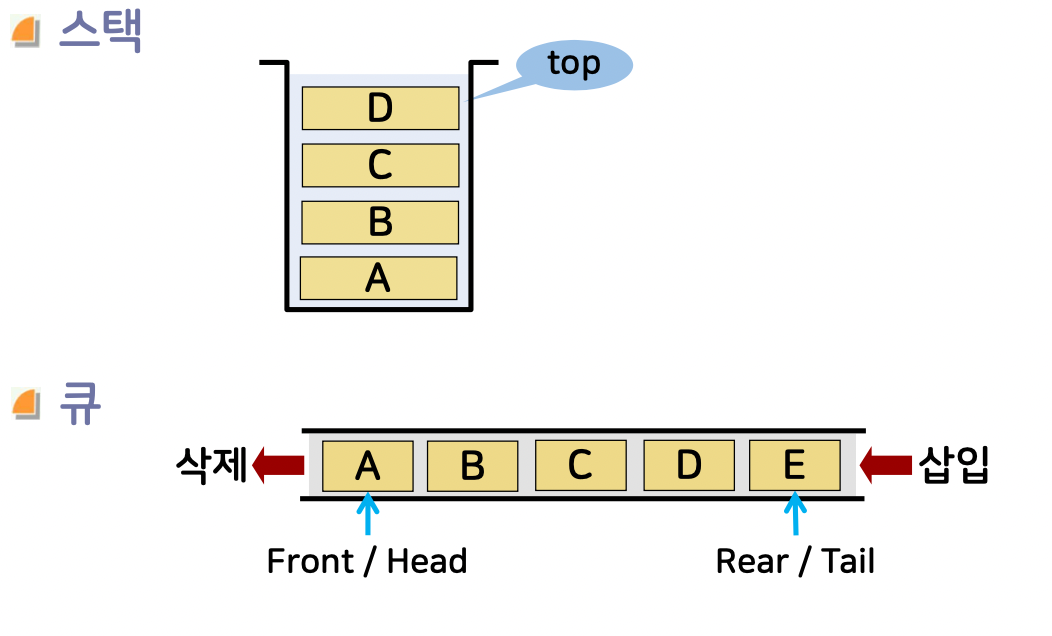 스택
top
D
C
B
A
큐
삭제 A B C D E 삽입
Front / Head Rear / Tail